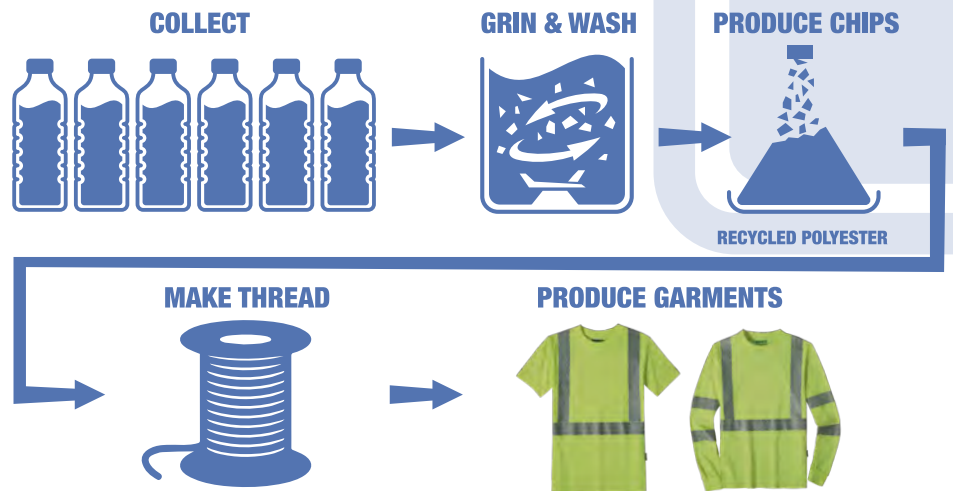 COLLECT
GRIN & WASH
PRODUCE CHIPS
RECYCLED POLYESTER
MAKE THREAD
PRODUCE GARMENTS